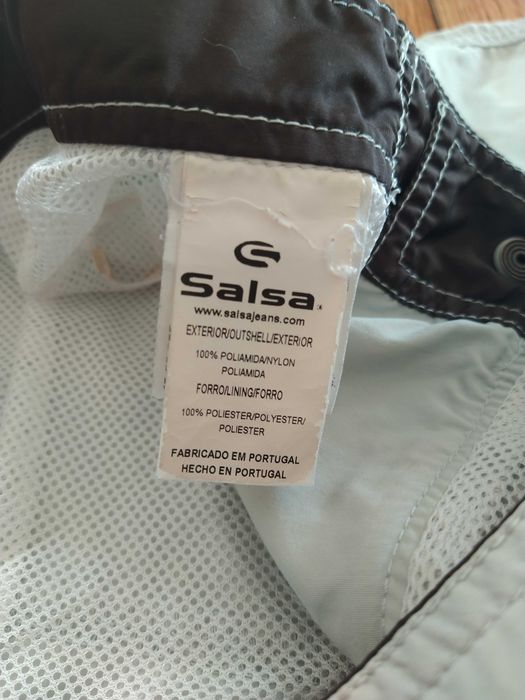 Salsa
www.salsajeans.com
EXTERIOR/OUTSHELL/EXTERIOR
100% POLIAMIDA/NYLON
POLIAMIDA
FORRO/LINING/FORRO
100% POLIESTER/POLYESTER/
POLIESTER
FABRICADO EM PORTUGAL
HECHO EN PORTUGAL